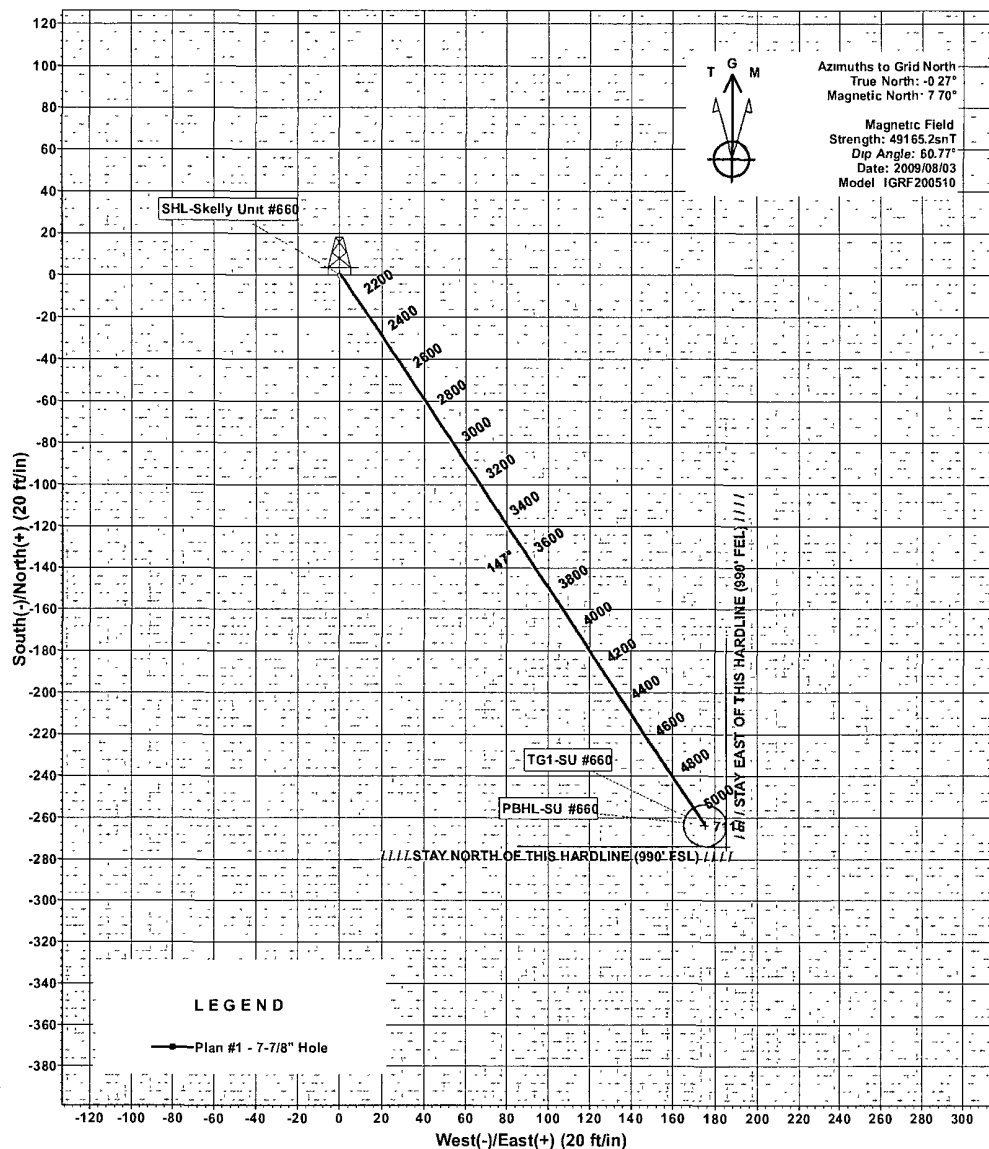 Azimuths to Grid North
True North: -0 27°
Magnetic North· 7 70°
Magnetic Field
Strength: 49165.2snT
Dip Angle: 60.77°
Date: 2009/08/03
Model IGRF200510
T G M
SHL-Skelly Unit #660
120
100
80
60
40
20
0
-20
-40
-60
-80
-100
-120
-140
-160
-180
-200
-220
-240
-260
-280
-300
-320
-340
-360
-380
South(-)/North(+) (20 ft/in)
2200
2400
2600
2800
3000
3200
3400
3600
147°
3800
4000
4200
4400
4600
4800
TG1-SU #660
PBHL-SU #660
//// STAY EAST OF THIS HARDLINE (990' FEL) ////
////.STAY NORTH OF THIS HARDLINE (990' FSL) ////
LEGEND
Plan #1 - 7-7/8" Hole
-120 -100 -80 -60 -40 -20 0 20 40 60 80 100 120 140 160 180 200 220 240 260 280 300
West(-)/East(+) (20 ft/in)